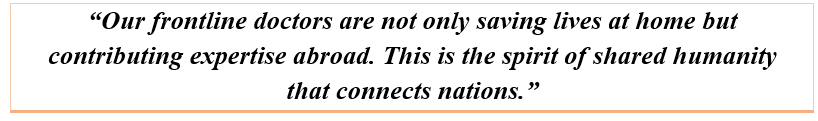 “Our frontline doctors are not only saving lives at home but
contributing expertise abroad. This is the spirit of shared humanity
that connects nations.”